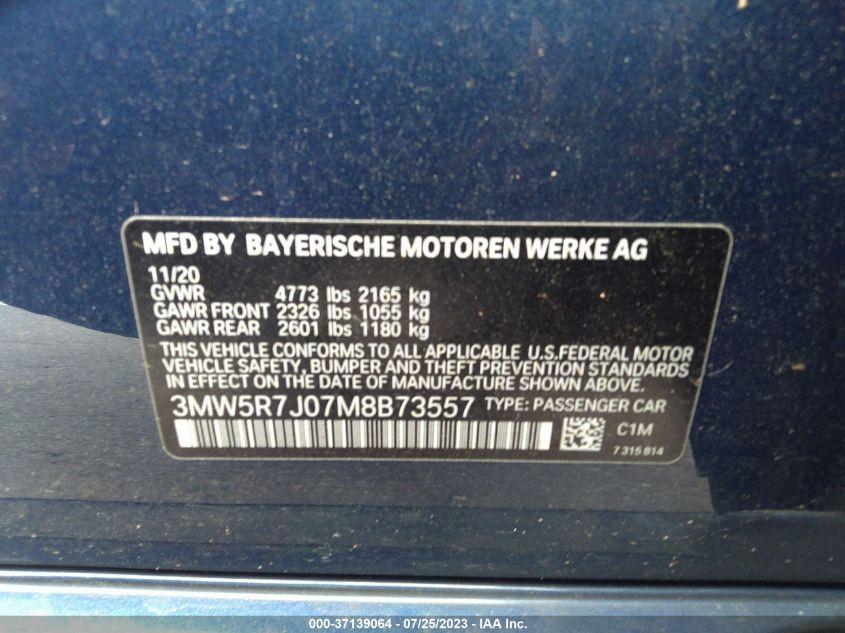 MFD BY BAYERISCHE MOTOREN WERKE AG
11/20
GVWR 4773 lbs 2165 kg
GAWR FRONT 2326 lbs 1055 kg
GAWR REAR 2601 lbs 1180 kg
THIS VEHICLE CONFORMS TO ALL APPLICABLE U.S.FEDERAL MOTOR
VEHICLE SAFETY, BUMPER AND THEFT PREVENTION STANDARDS
IN EFFECT ON THE DATE OF MANUFACTURE SHOWN ABOVE.
3MW5R7J07M8B73557 TYPE: PASSENGER CAR
C1M
7 315 814
000-37139064 - 07/25/2023 - IAA Inc.